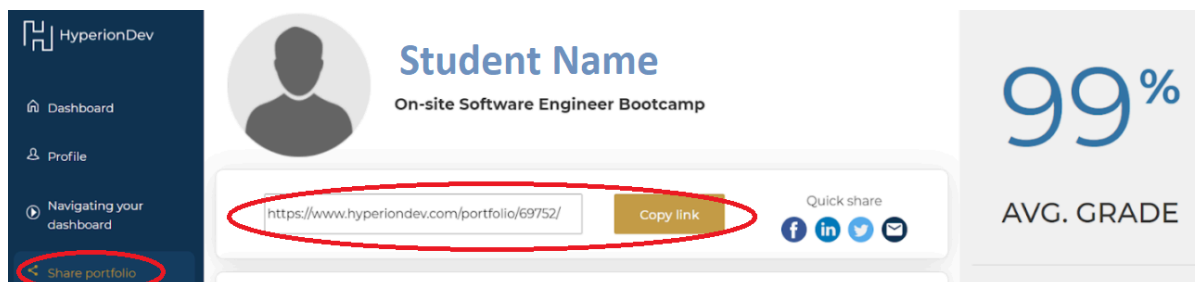 HyperionDev
Dashboard
Profile
Navigating your
dashboard
Share portfolio
Student Name
On-site Software Engineer Bootcamp
https://www.hyperiondev.com/portfolio/69752/
Copy link
Quick share
f in
99%
AVG. GRADE